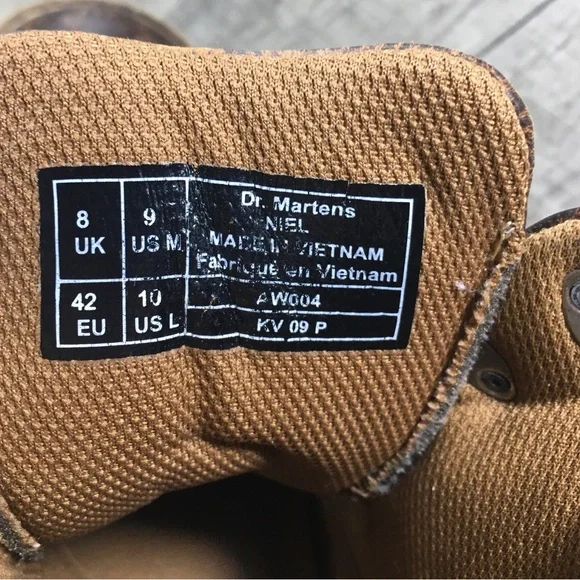 8 UK
9 US M
42 EU
10 US L
Dr. Martens
NIEL
MADE IN VIETNAM
Fabriqué en Vietnam
AW004
KV 09 P